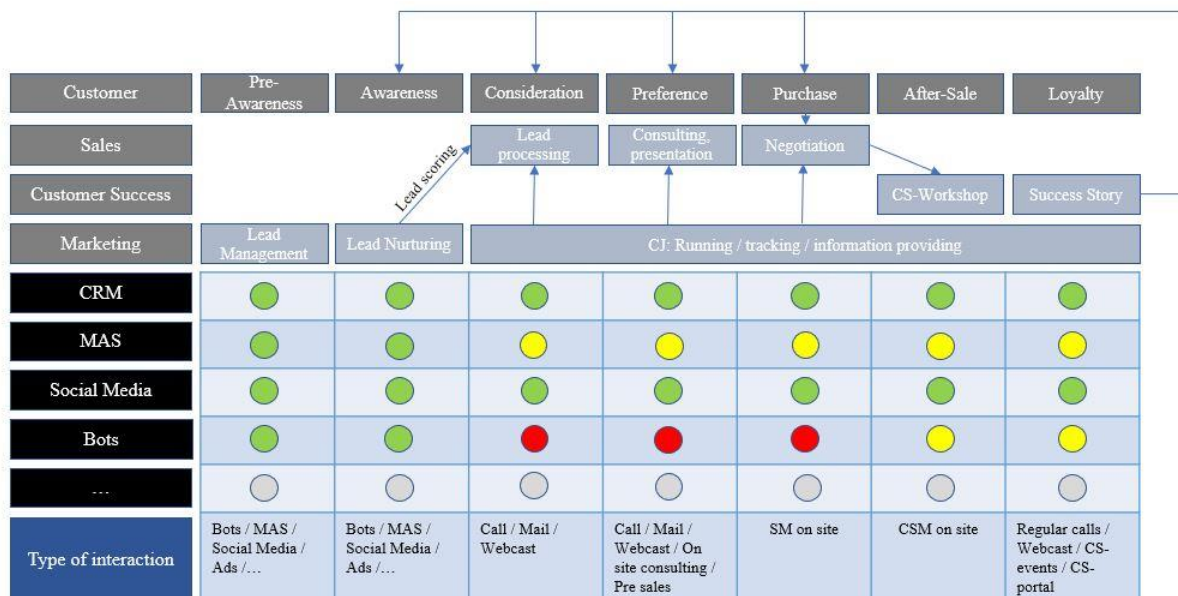 Customer
Pre-
Awareness
Awareness
Consideration
Preference
Purchase
After-Sale
Loyalty
Sales
Lead
processing
Consulting,
presentation
Negotiation
Lead scoring
Customer Success
CS-Workshop
Success Story
Marketing
Lead
Management
Lead Nurturing
CJ: Running / tracking / information providing
CRM
MAS
Social Media
Bots
…
Type of interaction
Bots / MAS /
Social Media /
Ads /…
Bots / MAS /
Social Media /
Ads /…
Call / Mail /
Webcast
Call / Mail /
Webcast / On
site consulting /
Pre sales
SM on site
CSM on site
Regular calls /
Webcast / CS-
events / CS-
portal